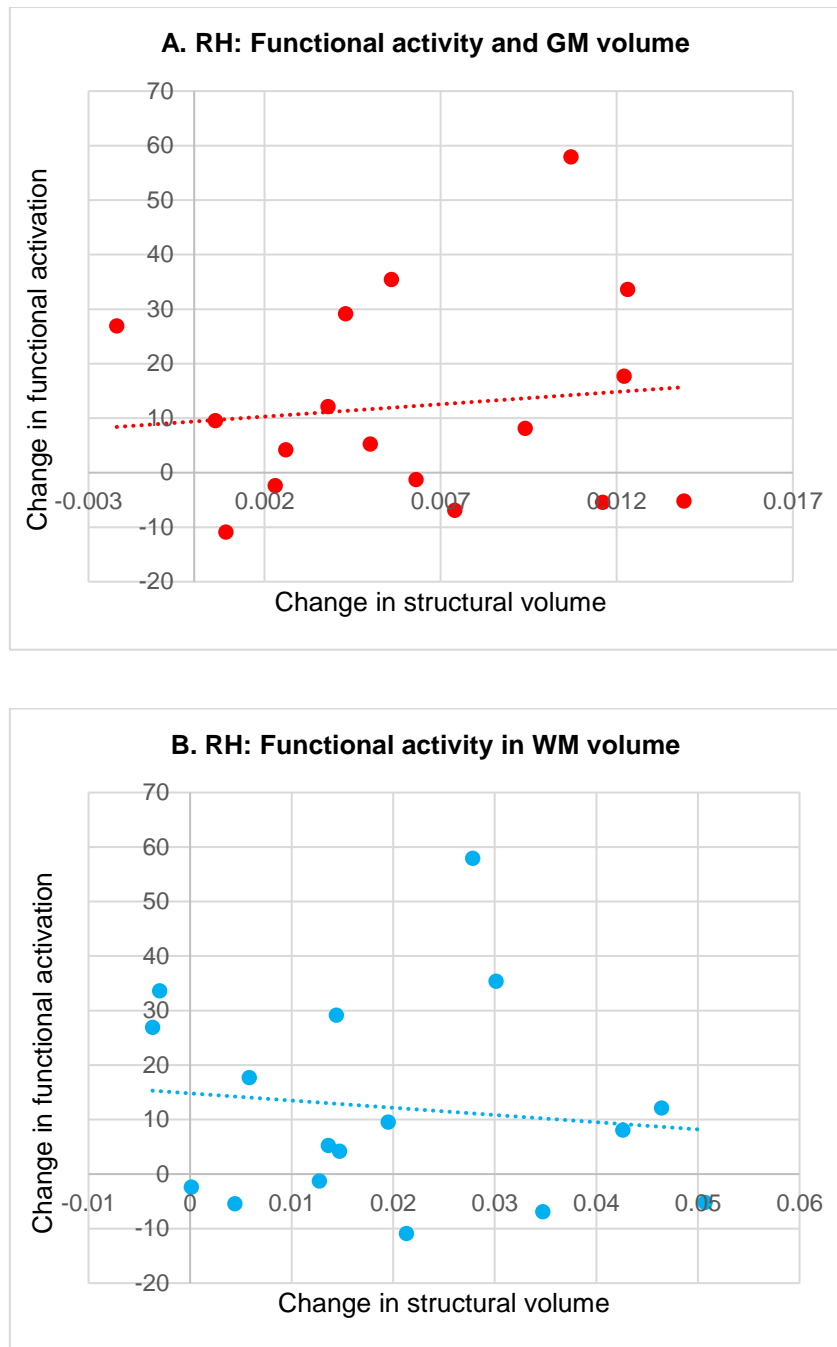 A. RH: Functional activity and GM volume
70
60
50
40
30
20
10
0
-10
-20
-0.003 0.002 0.007 0.012 0.017
Change in functional activation
Change in structural volume
B. RH: Functional activity in WM volume
70
60
50
40
30
20
10
0
-10
-20
-0.01 0 0.01 0.02 0.03 0.04 0.05 0.06
Change in functional activation
Change in structural volume